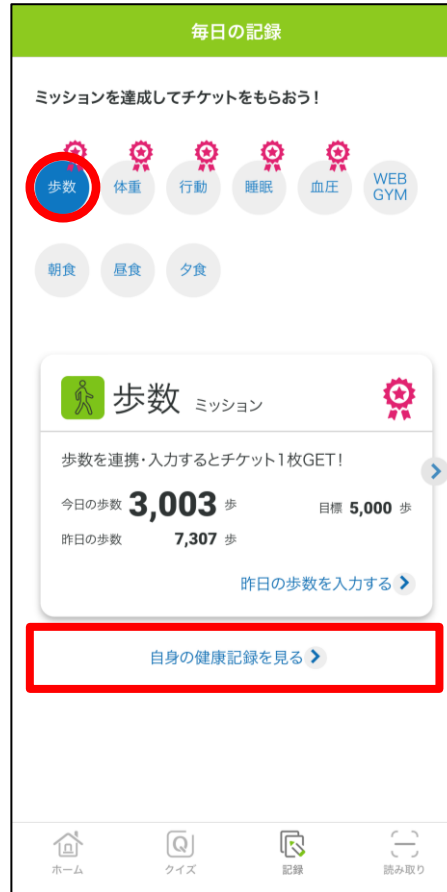 毎日の記録
ミッションを達成してチケットをもらおう！
歩数 体重 行動 睡眠 血圧 WEB GYM
朝食 昼食 夕食
歩数 ミッション
歩数を連携・入力するとチケット1枚GET！
今日の歩数 3,003 歩 目標 5,000 歩
昨日の歩数 7,307 歩
昨日の歩数を入力する
自身の健康記録を見る
Q
ホーム クイズ 記録 読み取り